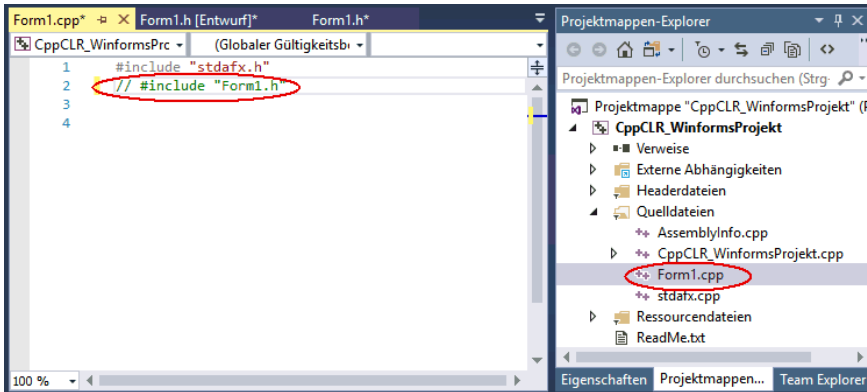 Form1.cpp* Form1.h [Entwurf]* Form1.h*
CppCLR_WinformsPrc (Globaler Gültigkeitsb
1 #include "stdafx.h"
2 // #include "Form1.h"
3
4
100 %
Projektmappen-Explorer
Projektmappen-Explorer durchsuchen (Strg-
Projektmappe "CppCLR_WinformsProjekt" (
CppCLR_WinformsProjekt
Verweise
Externe Abhängigkeiten
Headerdateien
Quelldateien
AssemblyInfo.cpp
CppCLR_WinformsProjekt.cpp
Form1.cpp
stdafx.cpp
Ressourcendateien
ReadMe.txt
Eigenschaften Projektmappen... Team Explorer